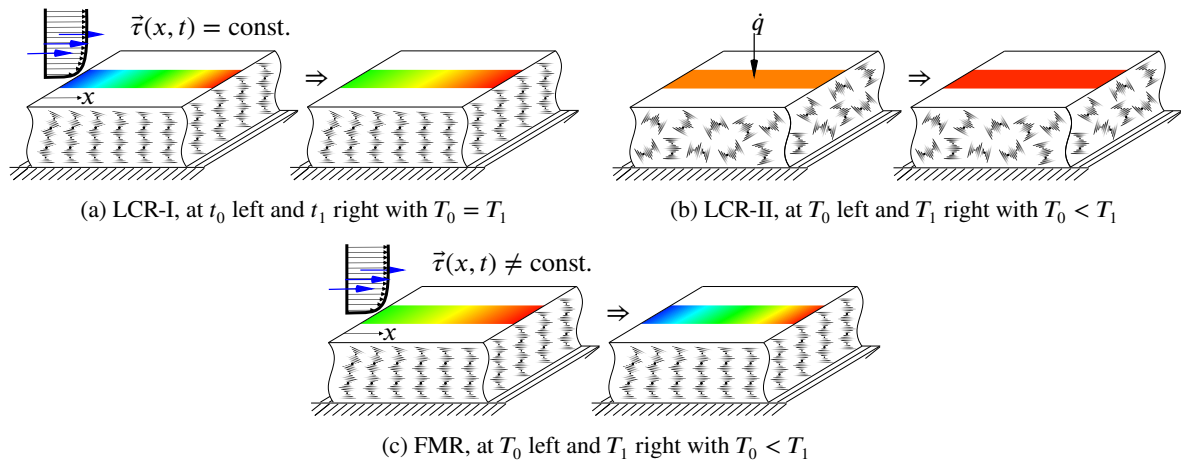 τ⃗(x, t) = const.
x
⇒
(a) LCR-I, at t₀ left and t₁ right with T₀ = T₁
q̇
⇒
(b) LCR-II, at T₀ left and T₁ right with T₀ < T₁
τ⃗(x, t) ≠ const.
x
⇒
(c) FMR, at T₀ left and T₁ right with T₀ < T₁